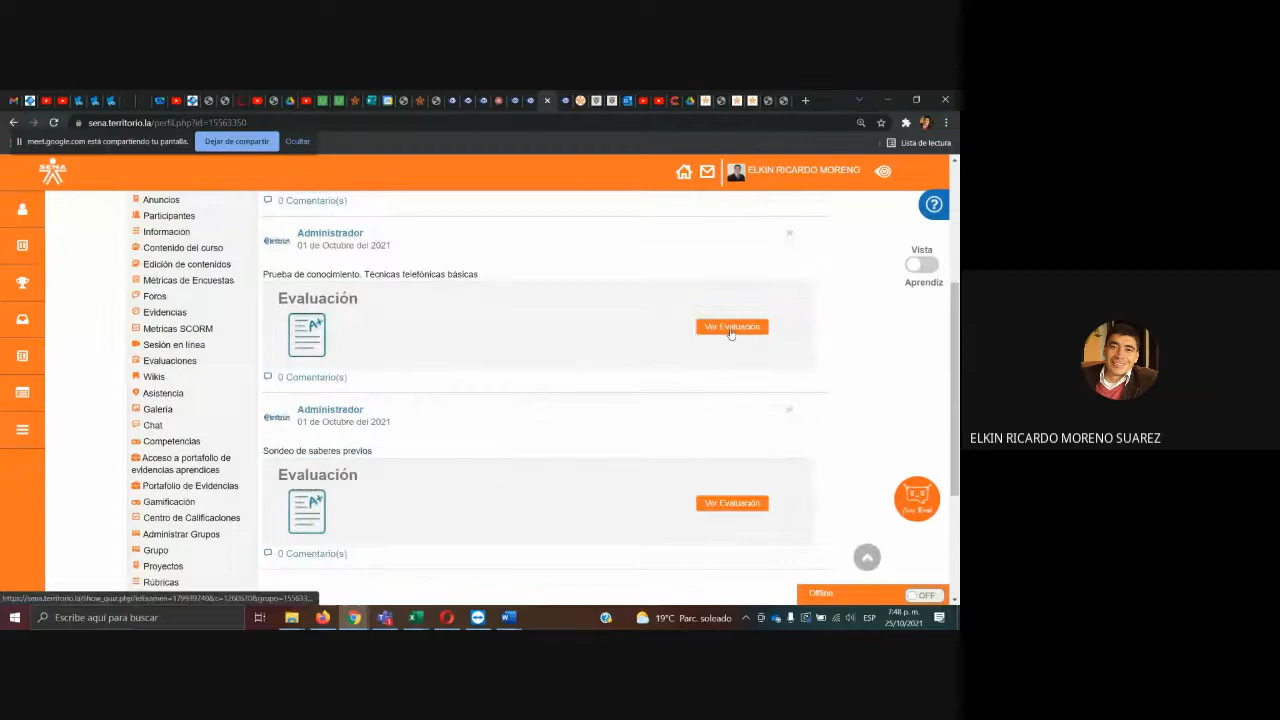 sena.territorio.la/perfil.php?id=15563350
meet.google.com está compartiendo tu pantalla.
Dejar de compartir
Ocultar
Lista de lectura
SENA
ELKIN RICARDO MORENO
Anuncios
Participantes
Información
Contenido del curso
Edición de contenidos
Métricas de Encuestas
Foros
Evidencias
Metricas SCORM
Sesión en línea
Evaluaciones
Wikis
Asistencia
Galería
Chat
Competencias
Acceso a portafolio de
evidencias aprendices
Portafolio de Evidencias
Gamificación
Centro de Calificaciones
Administrar Grupos
Grupo
Proyectos
Rúbricas
0 Comentario(s)
Administrador
01 de Octubre del 2021
Prueba de conocimiento. Técnicas telefónicas básicas
Evaluación
A+
Ver Evaluación
0 Comentario(s)
Administrador
01 de Octubre del 2021
Sondeo de saberes previos
Evaluación
A+
Ver Evaluación
0 Comentario(s)
Vista
Aprendiz
Offline
OFF
Escribe aquí para buscar
19°C Parc. soleado
ESP
7:48 p. m.
25/10/2021
ELKIN RICARDO MORENO SUAREZ